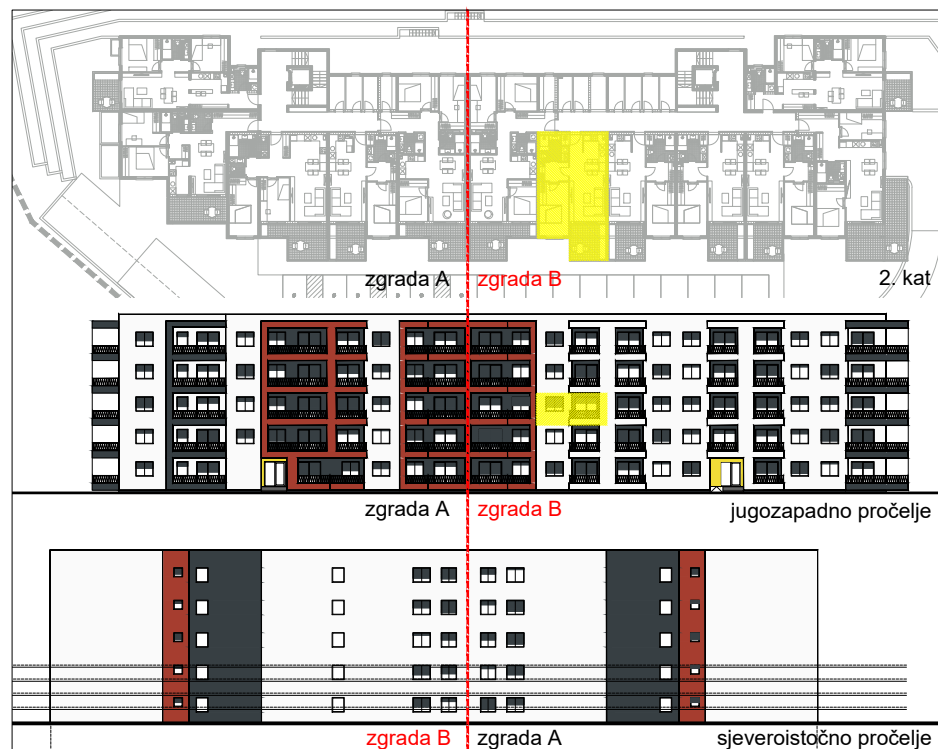 zgrada A zgrada B 2. kat
zgrada A zgrada B jugozapadno pročelje
zgrada B zgrada A sjeveroistočno pročelje